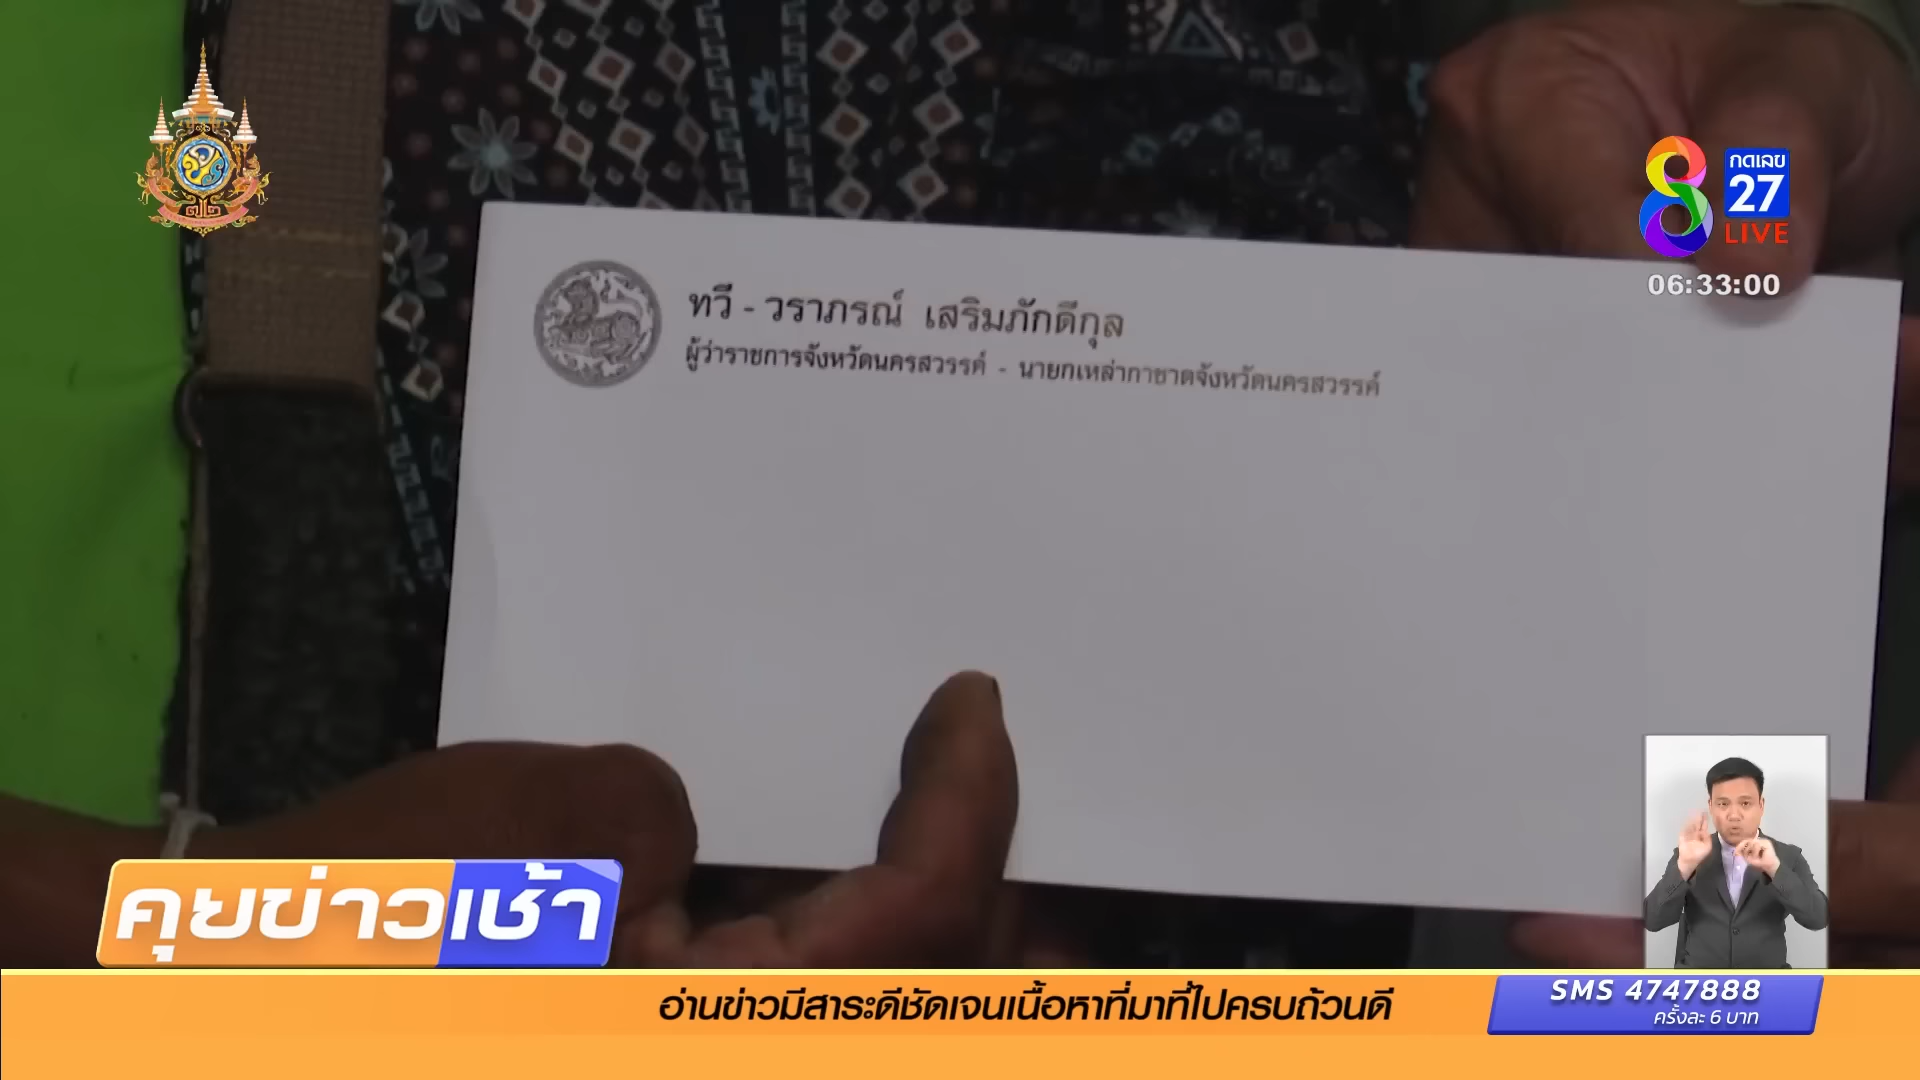 กดเลข
27
LIVE
06:33:00
ทวี - วราภรณ์ เสริมภักดีกุล
ผู้ว่าราชการจังหวัดนครสวรรค์ - นายกเหล่ากาชาดจังหวัดนครสวรรค์
คุยข่าวเช้า
อ่านข่าวมีสาระดีชัดเจนเนื้อหาที่มาที่ไปครบถ้วนดี
SMS 4747888
ครั้งละ 6 บาท